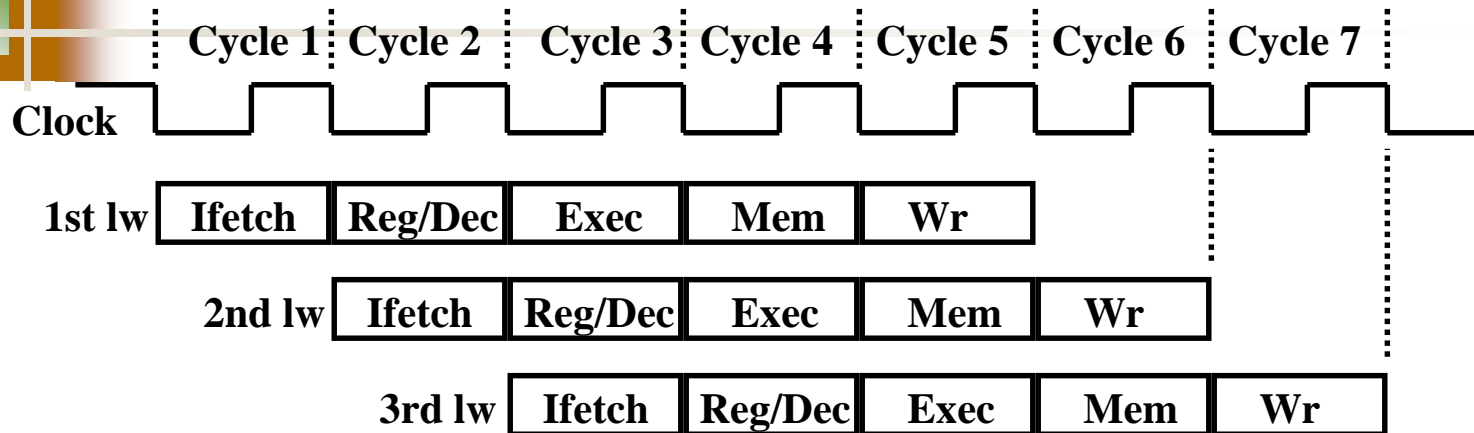 Cycle 1 Cycle 2 Cycle 3 Cycle 4 Cycle 5 Cycle 6 Cycle 7
Clock
1st lw Ifetch Reg/Dec Exec Mem Wr
2nd lw Ifetch Reg/Dec Exec Mem Wr
3rd lw Ifetch Reg/Dec Exec Mem Wr